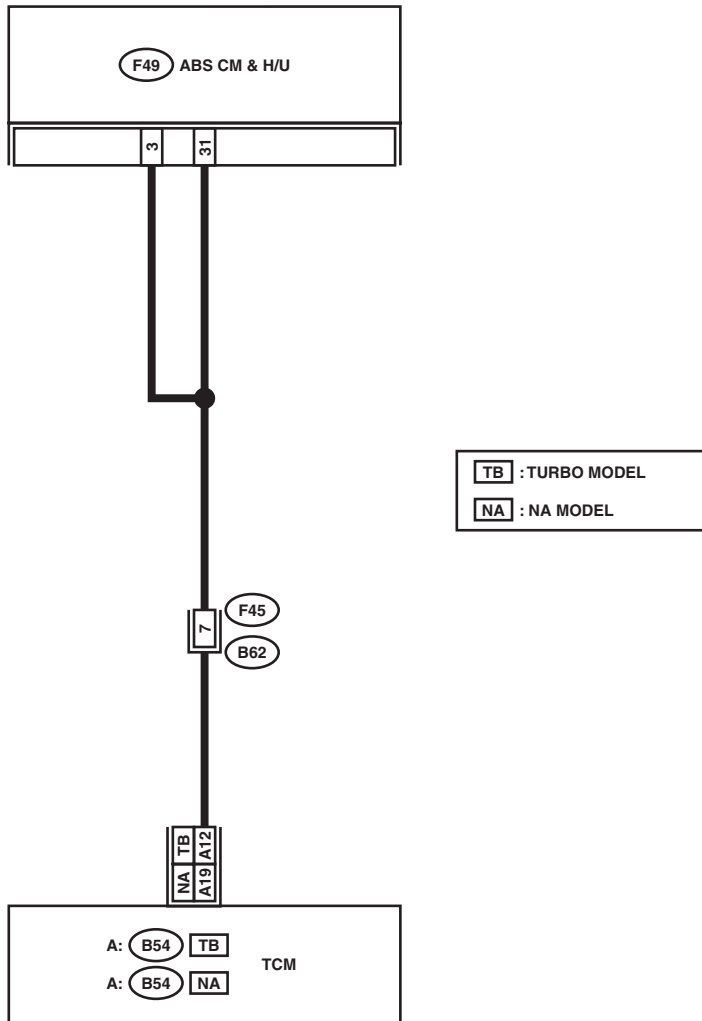 F49 ABS CM & H/U
3 31
TB : TURBO MODEL
NA : NA MODEL
7 F45
B62
TB A12
NA A19
A: B54 TB
TCM
A: B54 NA